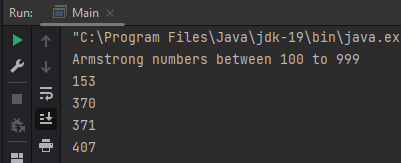 Run: Main
"C:\Program Files\Java\jdk-19\bin\java.ex
Armstrong numbers between 100 to 999
153
370
371
407